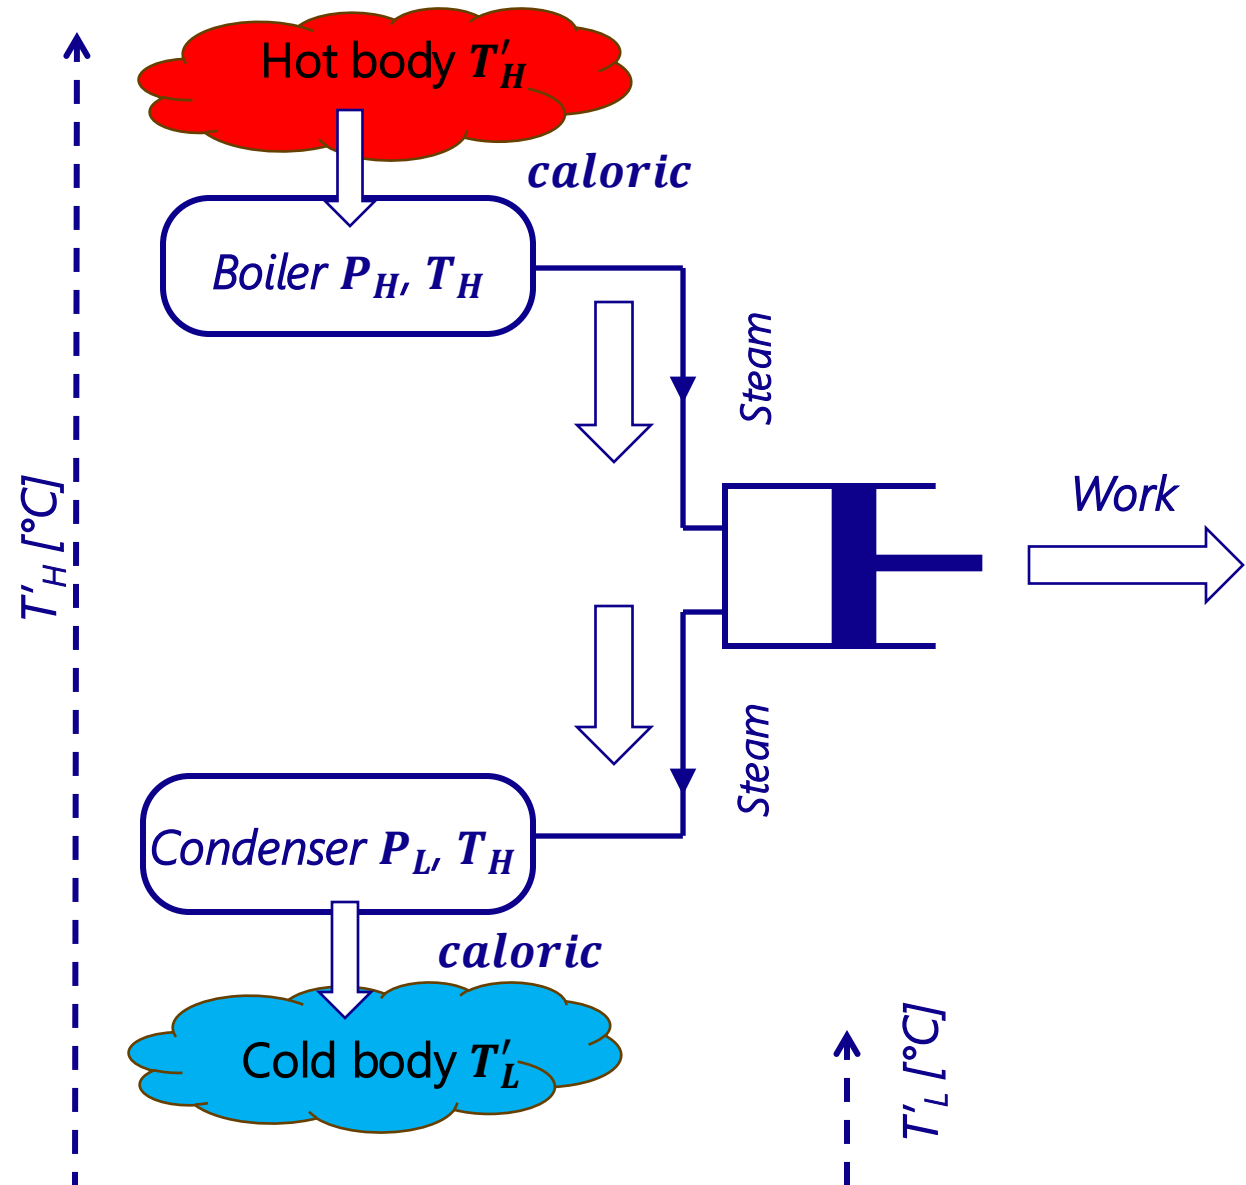 Hot body T′H
caloric
Boiler PH, TH
Steam
T′H [°C]
Work
Steam
Condenser PL, TH
caloric
Cold body T′L
T′L [°C]